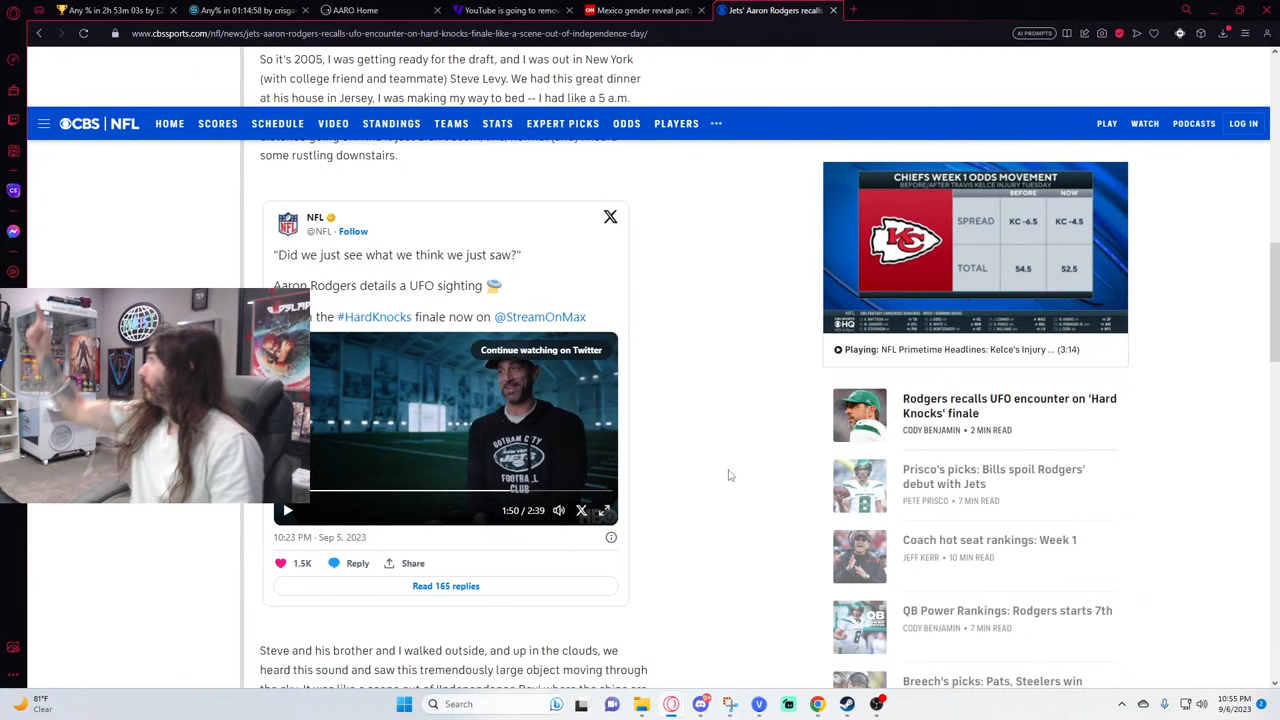 Any% in 2h 53m 03s by EZ
Any% in 01:14:58 by crisgar
AARO Home
YouTube is going to remov
Mexico gender reveal party
Jets' Aaron Rodgers recalls
www.cbssports.com/nfl/news/jets-aaron-rodgers-recalls-ufo-encounter-on-hard-knocks-finale-like-a-scene-out-of-independence-day/
AI PROMPTS
So it's 2005, I was getting ready for the draft, and I was out in New York
(with college friend and teammate) Steve Levy. We had this great dinner
at his house in Jersey, I was making my way to bed -- I had like a 5 a.m.
CBS | NFL HOME SCORES SCHEDULE VIDEO STANDINGS TEAMS STATS EXPERT PICKS ODDS PLAYERS ••• PLAY WATCH PODCASTS LOG IN
some rustling downstairs.
NFL
@NFL · Follow
"Did we just see what we think we just saw?"
Aaron Rodgers details a UFO sighting
the #HardKnocks finale now on @StreamOnMax
Continue watching on Twitter
GOTHAM CITY
JETS
FOOTBALL
CLUB
1:50 / 2:39
10:23 PM · Sep 5, 2023
1.5K Reply Share
Read 165 replies
Steve and his brother and I walked outside, and up in the clouds, we
heard this sound and saw this tremendously large object moving through
CHIEFS WEEK 1 ODDS MOVEMENT
BEFORE/AFTER TRAVIS KELCE INJURY TUESDAY
BEFORE NOW
SPREAD KC -6.5 KC -4.5
TOTAL 54.5 52.5
Playing: NFL Primetime Headlines: Kelce's Injury ... (3:14)
Rodgers recalls UFO encounter on 'Hard
Knocks' finale
CODY BENJAMIN • 2 MIN READ
Prisco's picks: Bills spoil Rodgers'
debut with Jets
PETE PRISCO • 7 MIN READ
Coach hot seat rankings: Week 1
JEFF KERR • 10 MIN READ
QB Power Rankings: Rodgers starts 7th
CODY BENJAMIN • 7 MIN READ
Breech's picks: Pats, Steelers win
81°F
Clear
Search
10:55 PM
9/6/2023